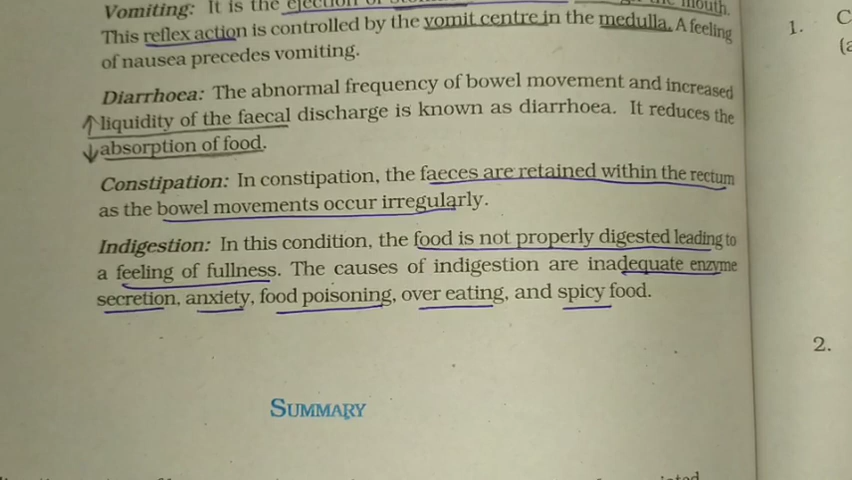 Vomiting: It is the ejection of
mouth.
This reflex action is controlled by the vomit centre in the medulla. A feeling
of nausea precedes vomiting.
Diarrhoea: The abnormal frequency of bowel movement and increased
liquidity of the faecal discharge is known as diarrhoea. It reduces the
absorption of food.
Constipation: In constipation, the faeces are retained within the rectum
as the bowel movements occur irregularly.
Indigestion: In this condition, the food is not properly digested leading to
a feeling of fullness. The causes of indigestion are inadequate enzyme
secretion, anxiety, food poisoning, over eating, and spicy food.
SUMMARY
1.
2.